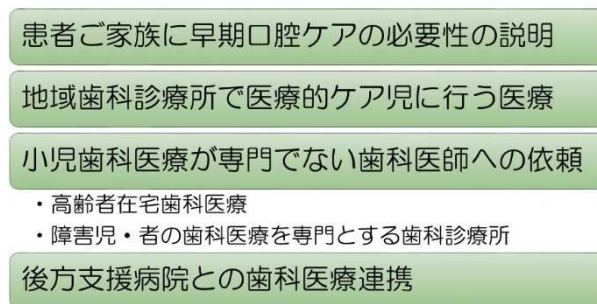 患者ご家族に早期口腔ケアの必要性の説明
地域歯科診療所で医療的ケア児に行う医療
小児歯科医療が専門でない歯科医師への依頼
・高齢者在宅歯科医療
・障害児・者の歯科医療を専門とする歯科診療所
後方支援病院との歯科医療連携